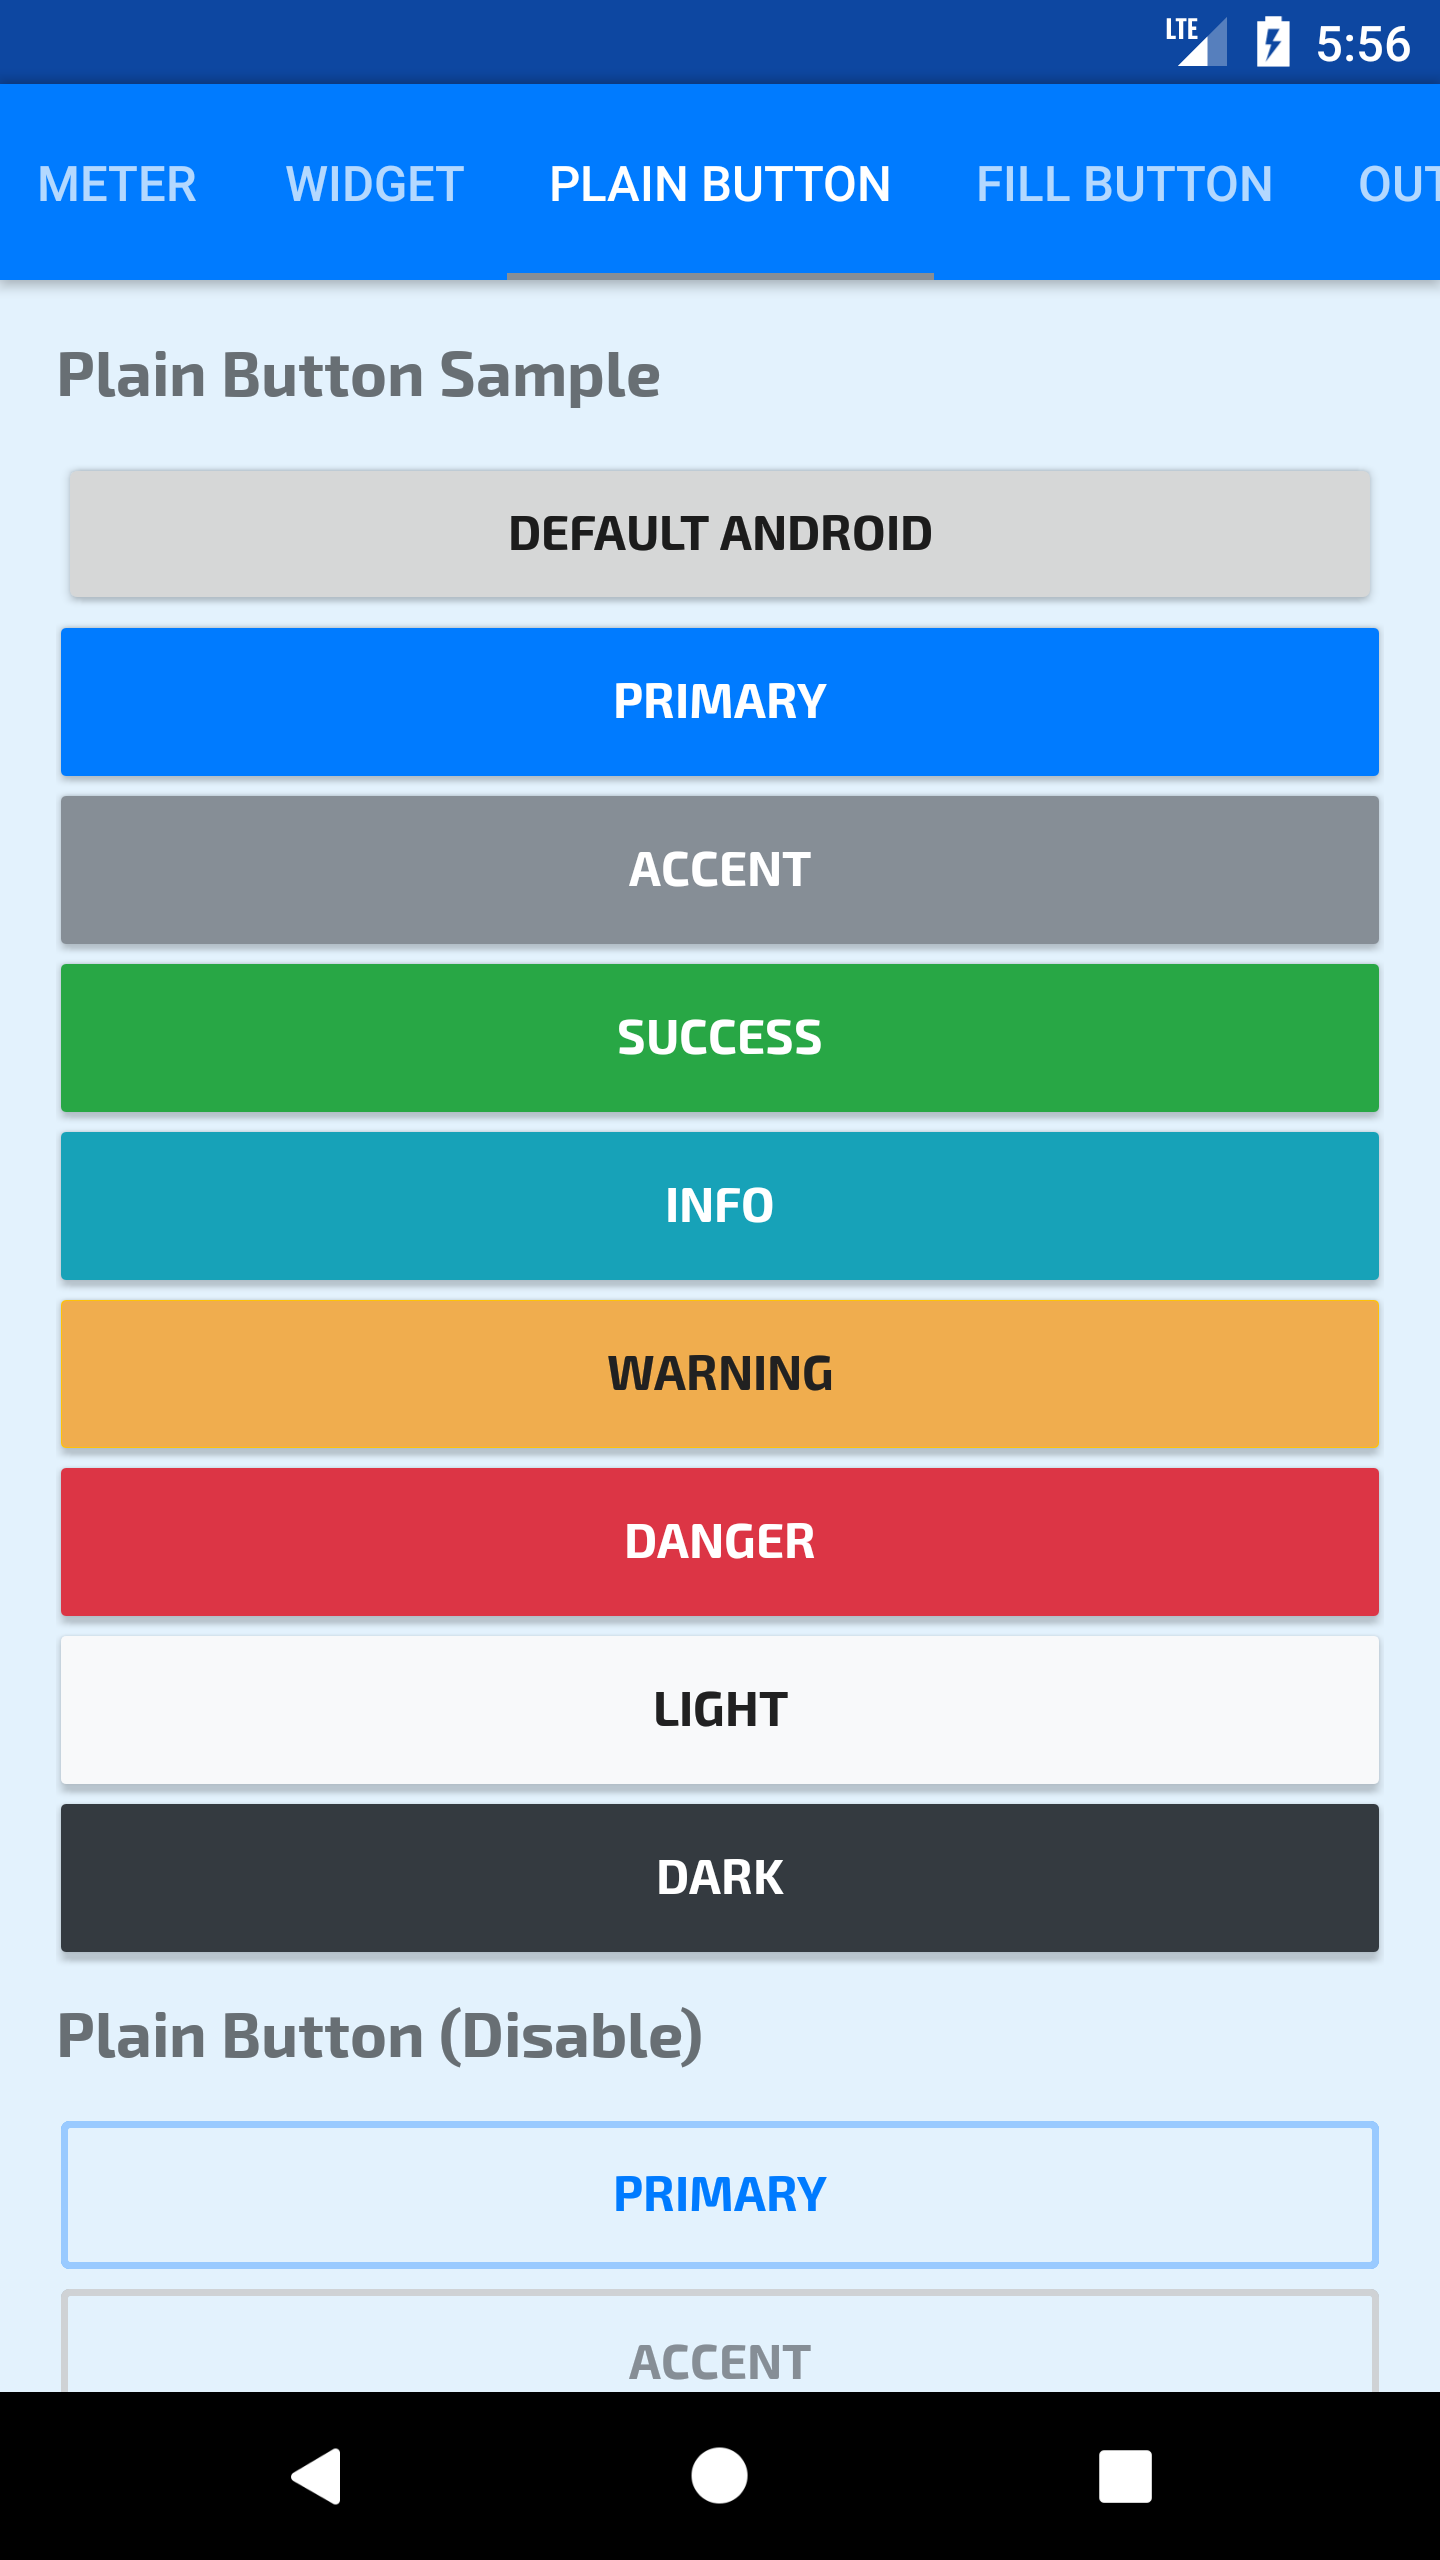 LTE 5:56
METER WIDGET PLAIN BUTTON FILL BUTTON OUT
Plain Button Sample
DEFAULT ANDROID
PRIMARY
ACCENT
SUCCESS
INFO
WARNING
DANGER
LIGHT
DARK
Plain Button (Disable)
PRIMARY
ACCENT